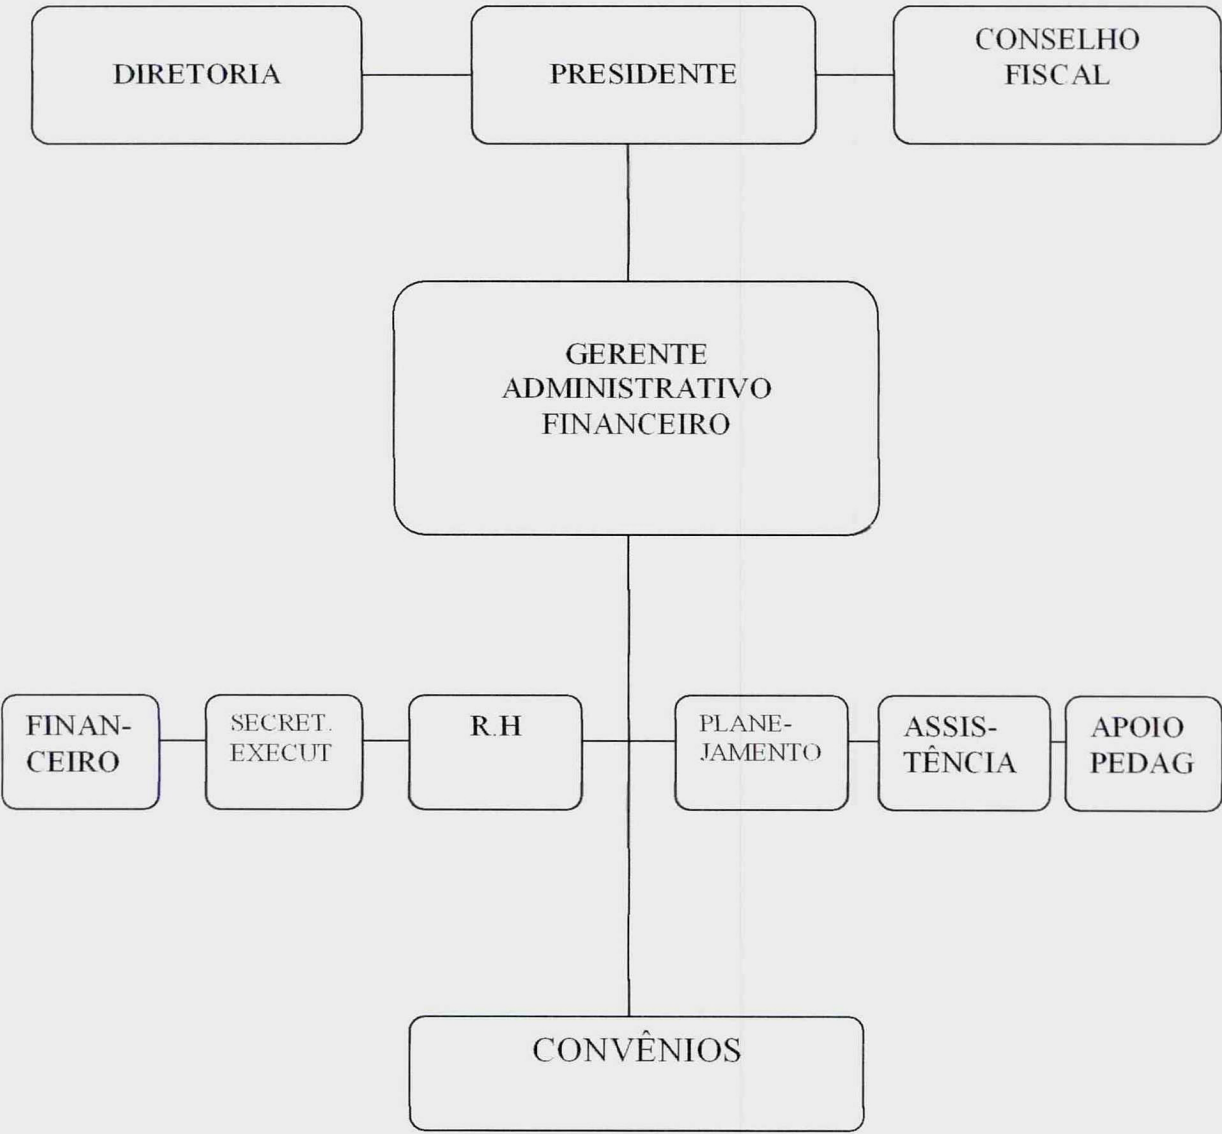 DIRETORIA
PRESIDENTE
CONSELHO
FISCAL
GERENTE
ADMINISTRATIVO
FINANCEIRO
FINAN-
CEIRO
SECRET.
EXECUT
R.H
PLANE-
JAMENTO
ASSIS-
TÊNCIA
APOIO
PEDAG
CONVÊNIOS